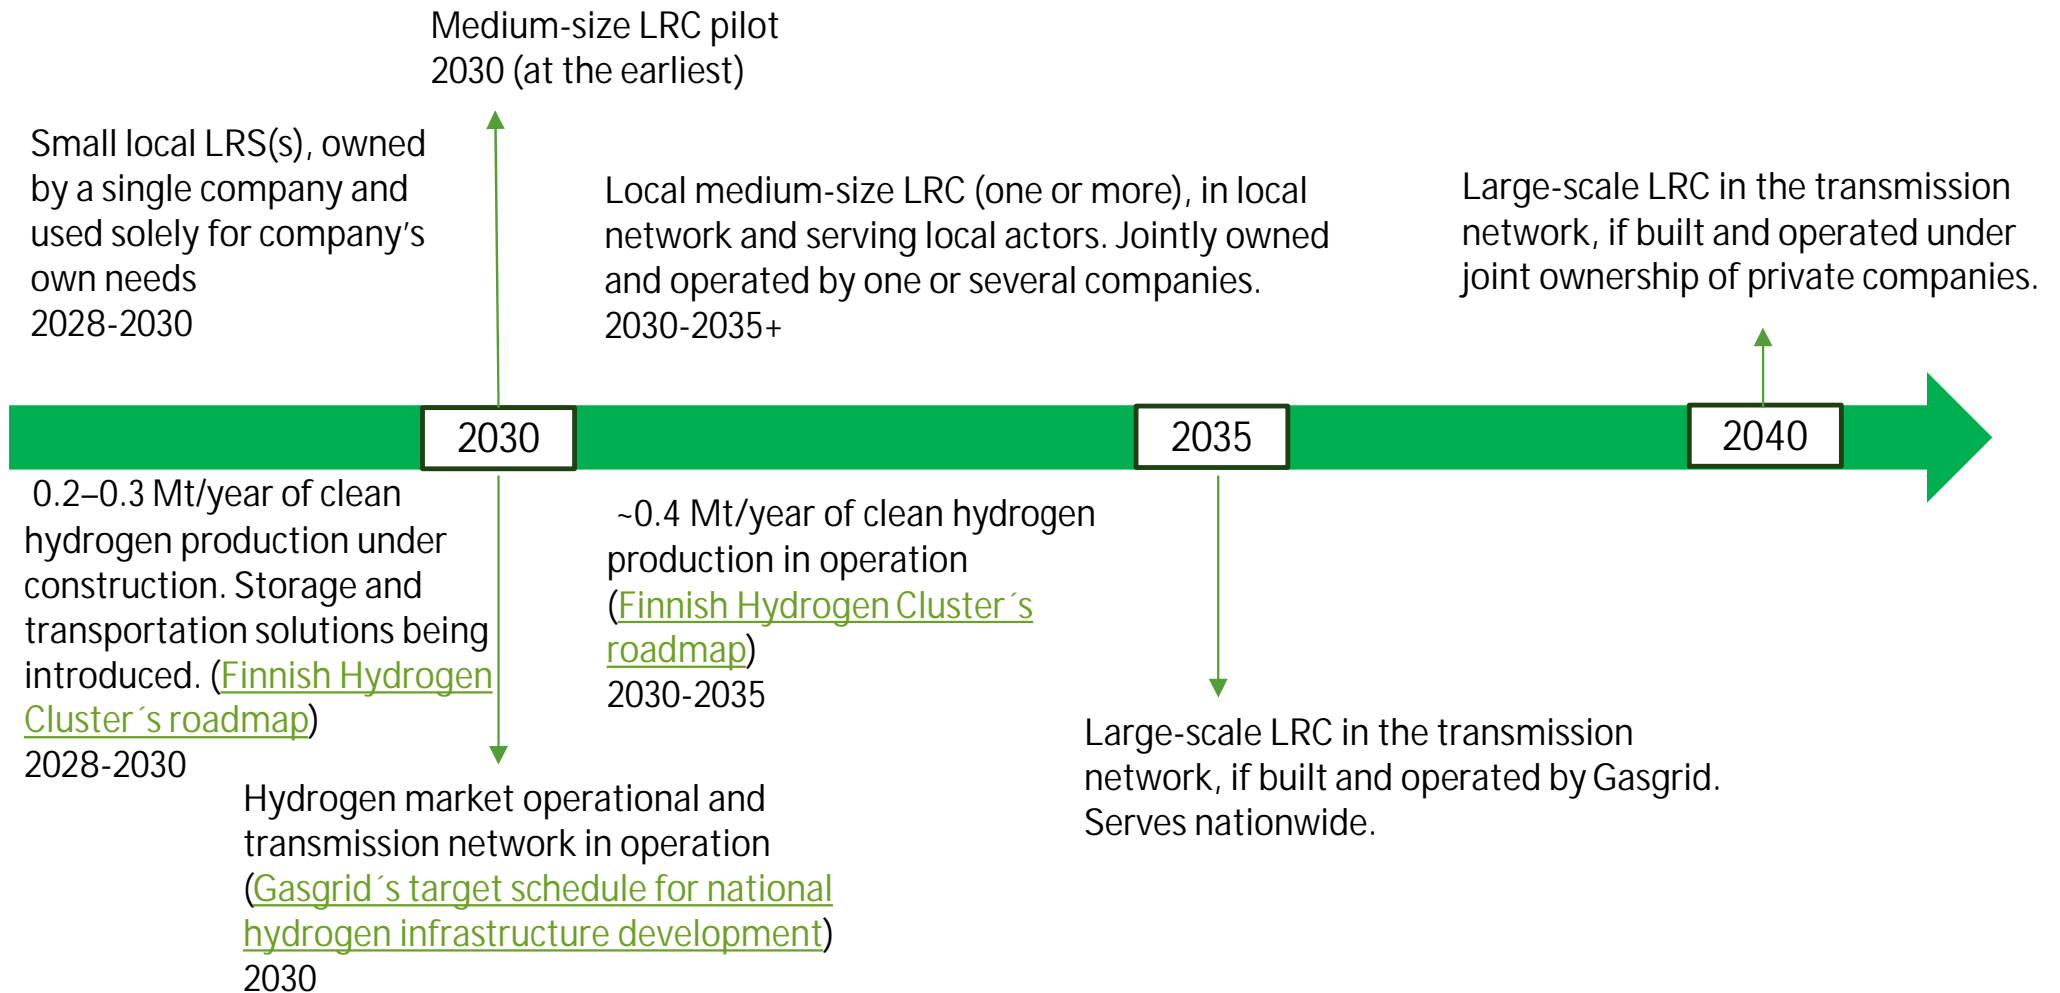 Medium-size LRC pilot
2030 (at the earliest)
Small local LRS(s), owned
by a single company and
used solely for company's
own needs
2028-2030
Local medium-size LRC (one or more), in local
network and serving local actors. Jointly owned
and operated by one or several companies.
2030-2035+
Large-scale LRC in the transmission
network, if built and operated under
joint ownership of private companies.
2030
2035
2040
0.2–0.3 Mt/year of clean
hydrogen production under
construction. Storage and
transportation solutions being
introduced. (Finnish Hydrogen
Cluster´s roadmap)
2028-2030
~0.4 Mt/year of clean hydrogen
production in operation
(Finnish Hydrogen Cluster´s
roadmap)
2030-2035
Hydrogen market operational and
transmission network in operation
(Gasgrid´s target schedule for national
hydrogen infrastructure development)
2030
Large-scale LRC in the transmission
network, if built and operated by Gasgrid.
Serves nationwide.